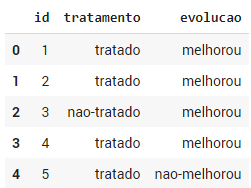 id tratamento evolucao
0 1 tratado melhorou
1 2 tratado melhorou
2 3 nao-tratado melhorou
3 4 tratado melhorou
4 5 tratado nao-melhorou